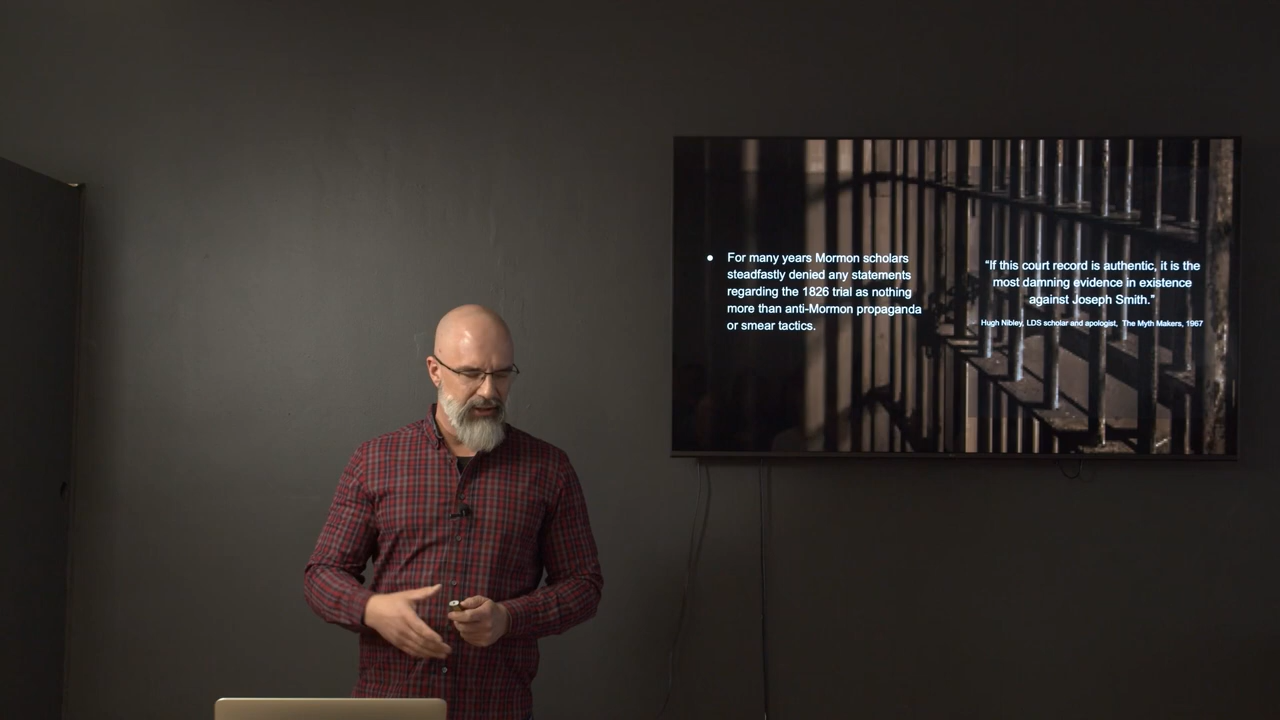 ● For many years Mormon scholars
steadfastly denied any statements
regarding the 1826 trial as nothing
more than anti-Mormon propaganda
or smear tactics.
“If this court record is authentic, it is the
most damning evidence in existence
against Joseph Smith.”
Hugh Nibley, LDS scholar and apologist, The Myth Makers, 1967